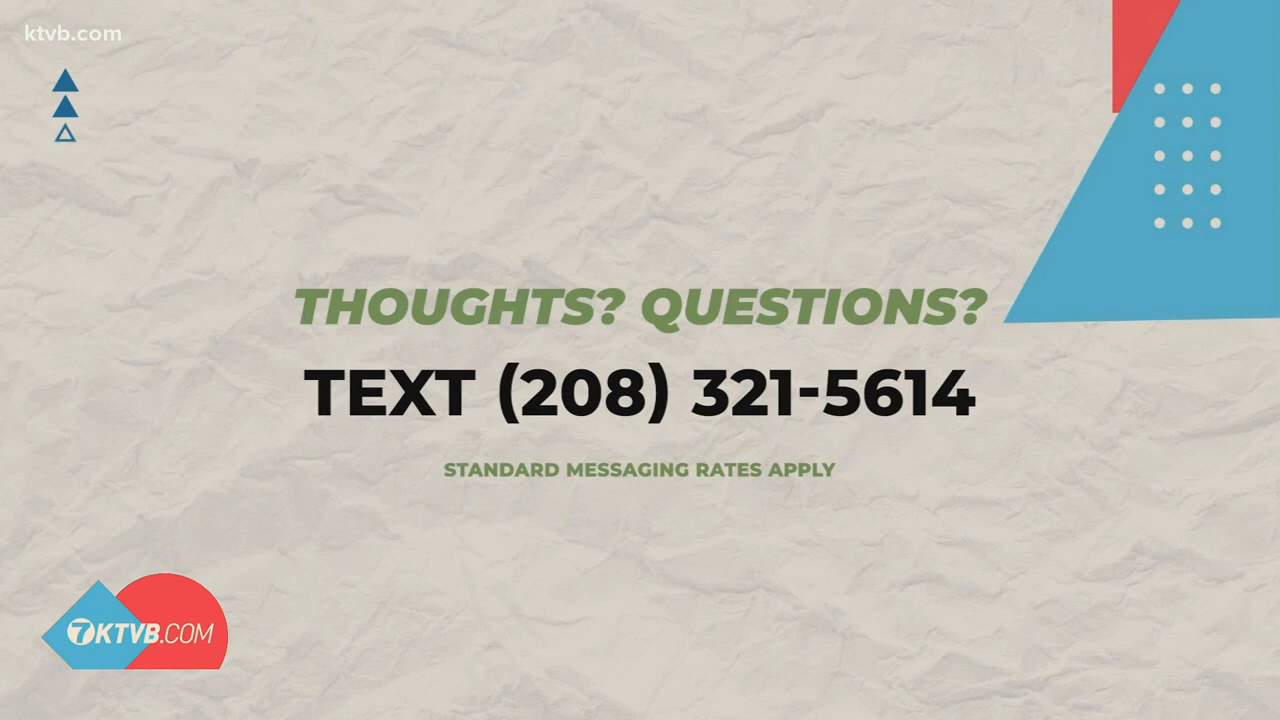 ktvb.com
THOUGHTS? QUESTIONS?
TEXT (208) 321-5614
STANDARD MESSAGING RATES APPLY
7KTVB.COM